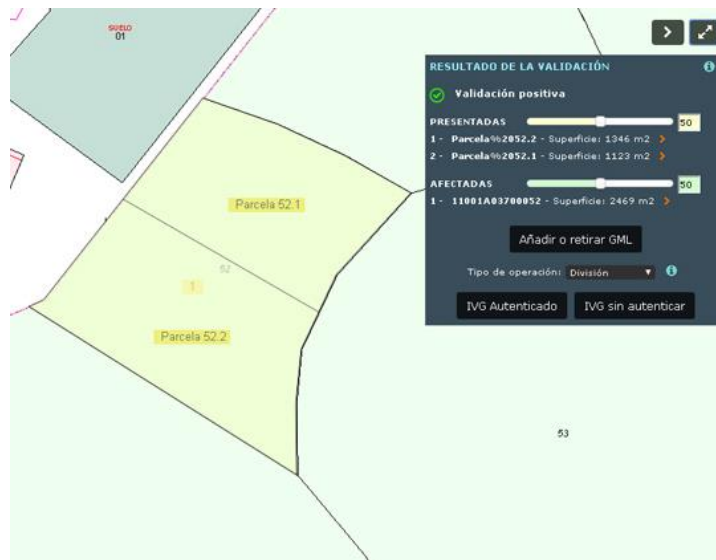 SUELO
01
RESULTADO DE LA VALIDACIÓN
Validación positiva
PRESENTADAS 50
1 - Parcela%2052.2 - Superficie: 1346 m2 >
2 - Parcela%2052.1 - Superficie: 1123 m2 >
AFECTADAS 50
1 - 11001A03700052 - Superficie: 2469 m2 >
Añadir o retirar GML
Tipo de operación: División
IVG Autenticado IVG sin autenticar
Parcela 52.1
52
1
Parcela 52.2
53